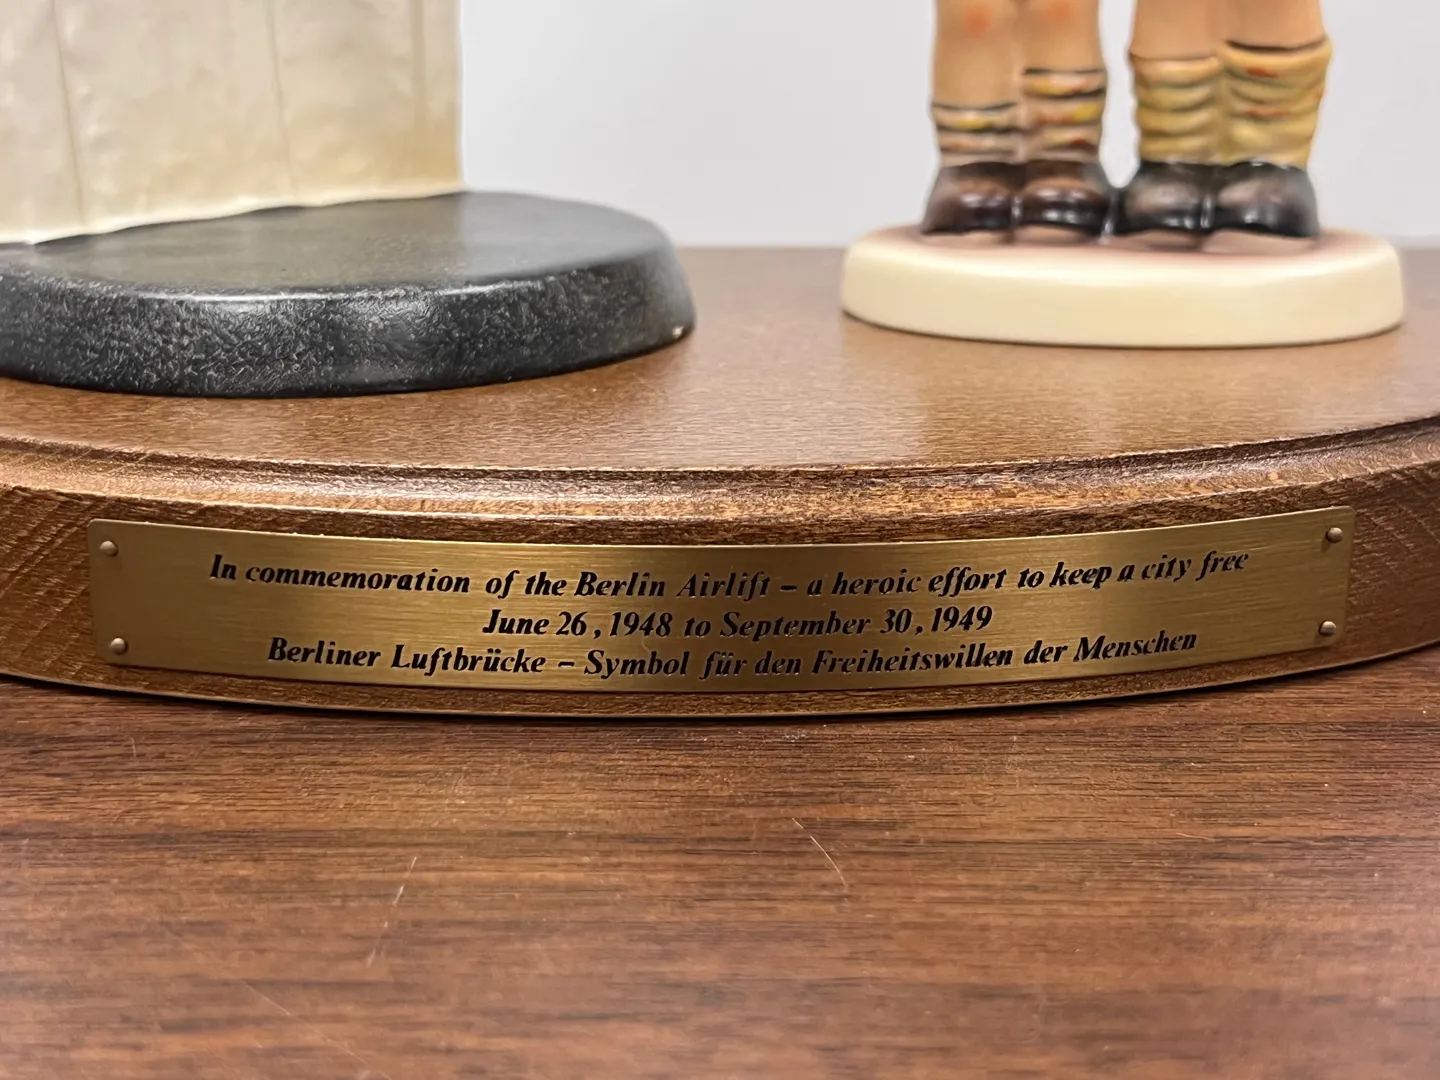 In commemoration of the Berlin Airlift – a heroic effort to keep a city free
June 26, 1948 to September 30, 1949
Berliner Luftbrücke – Symbol für den Freiheitswillen der Menschen